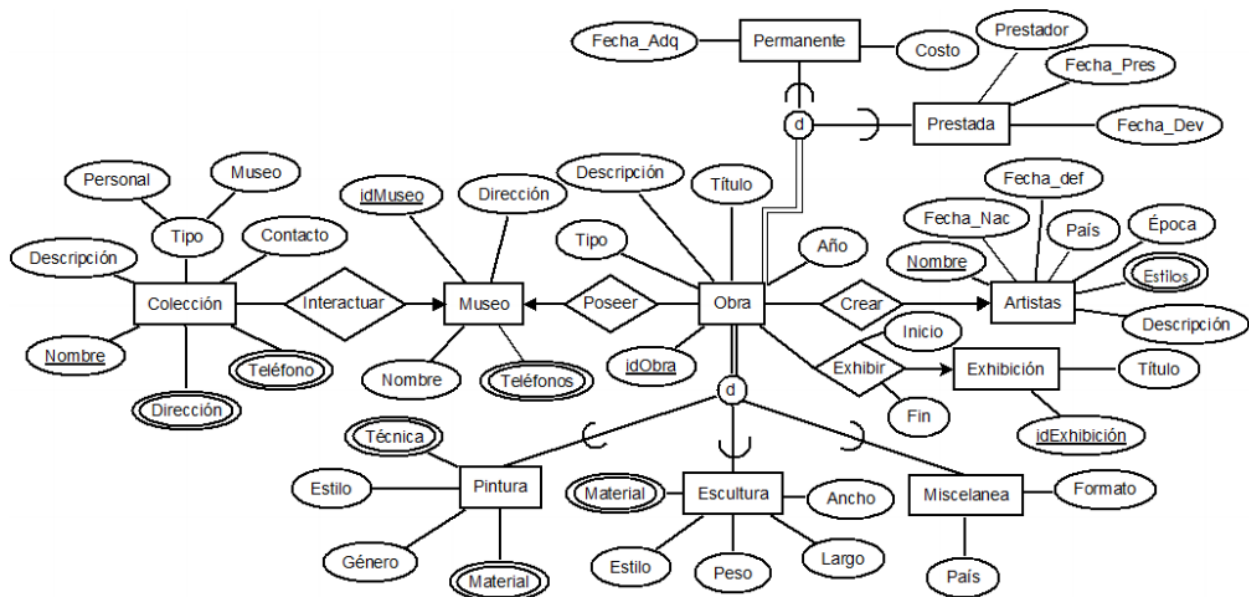 Fecha_Adq
Permanente
Costo
Prestador
Fecha_Pres
d
Prestada
Fecha_Dev
Personal
Museo
Tipo
Descripción
Contacto
Colección
Nombre
Dirección
Teléfono
Interactuar
idMuseo
Dirección
Museo
Nombre
Teléfonos
Poseer
Descripción
Título
Tipo
Año
Obra
idObra
Crear
Fecha_def
Fecha_Nac
País
Época
Nombre
Estilos
Artistas
Descripción
Inicio
Exhibir
Fin
Exhibición
Título
idExhibición
d
Técnica
Estilo
Pintura
Género
Material
Material
Escultura
Ancho
Estilo
Peso
Largo
Miscelanea
Formato
País